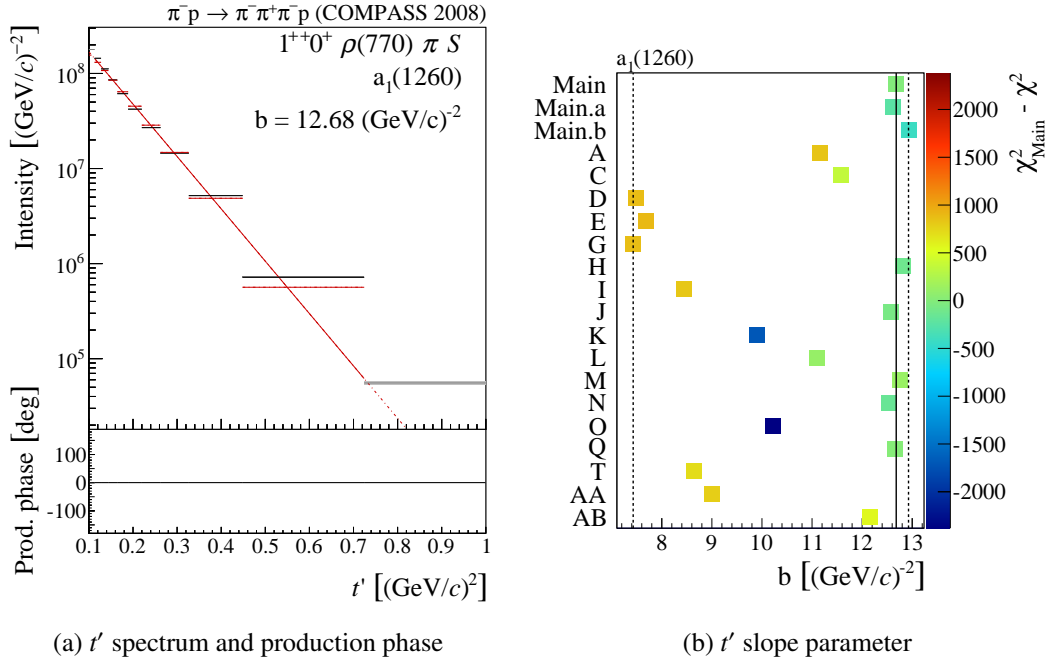 π⁻p → π⁻π⁺π⁻p (COMPASS 2008)
1⁺⁺0⁺ ρ(770) π S
a₁(1260)
b = 12.68 (GeV/c)⁻²
Intensity [(GeV/c)⁻²]
10⁸
10⁷
10⁶
10⁵
Prod. phase [deg]
100
0
-100
0.1 0.2 0.3 0.4 0.5 0.6 0.7 0.8 0.9 1
t' [(GeV/c)²]
(a) t′ spectrum and production phase
a₁(1260)
Main
Main.a
Main.b
A
C
D
E
G
H
I
J
K
L
M
N
O
Q
T
AA
AB
8 9 10 11 12 13
b [(GeV/c)⁻²]
2000
1500
1000
500
0
-500
-1000
-1500
-2000
χ²Main - χ²
(b) t′ slope parameter